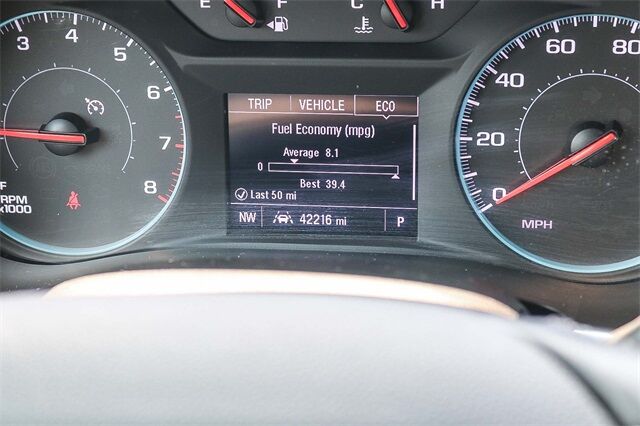 E F
C H
4
5
6
7
8
F
RPM
x1000
TRIP VEHICLE ECO
Fuel Economy (mpg)
Average 8.1
0
Best 39.4
Last 50 mi
NW 42216 mi P
60 80
40
20
0
MPH